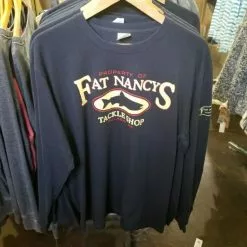 PROPERTY OF
FAT NANCY'S
TACKLE SHOP